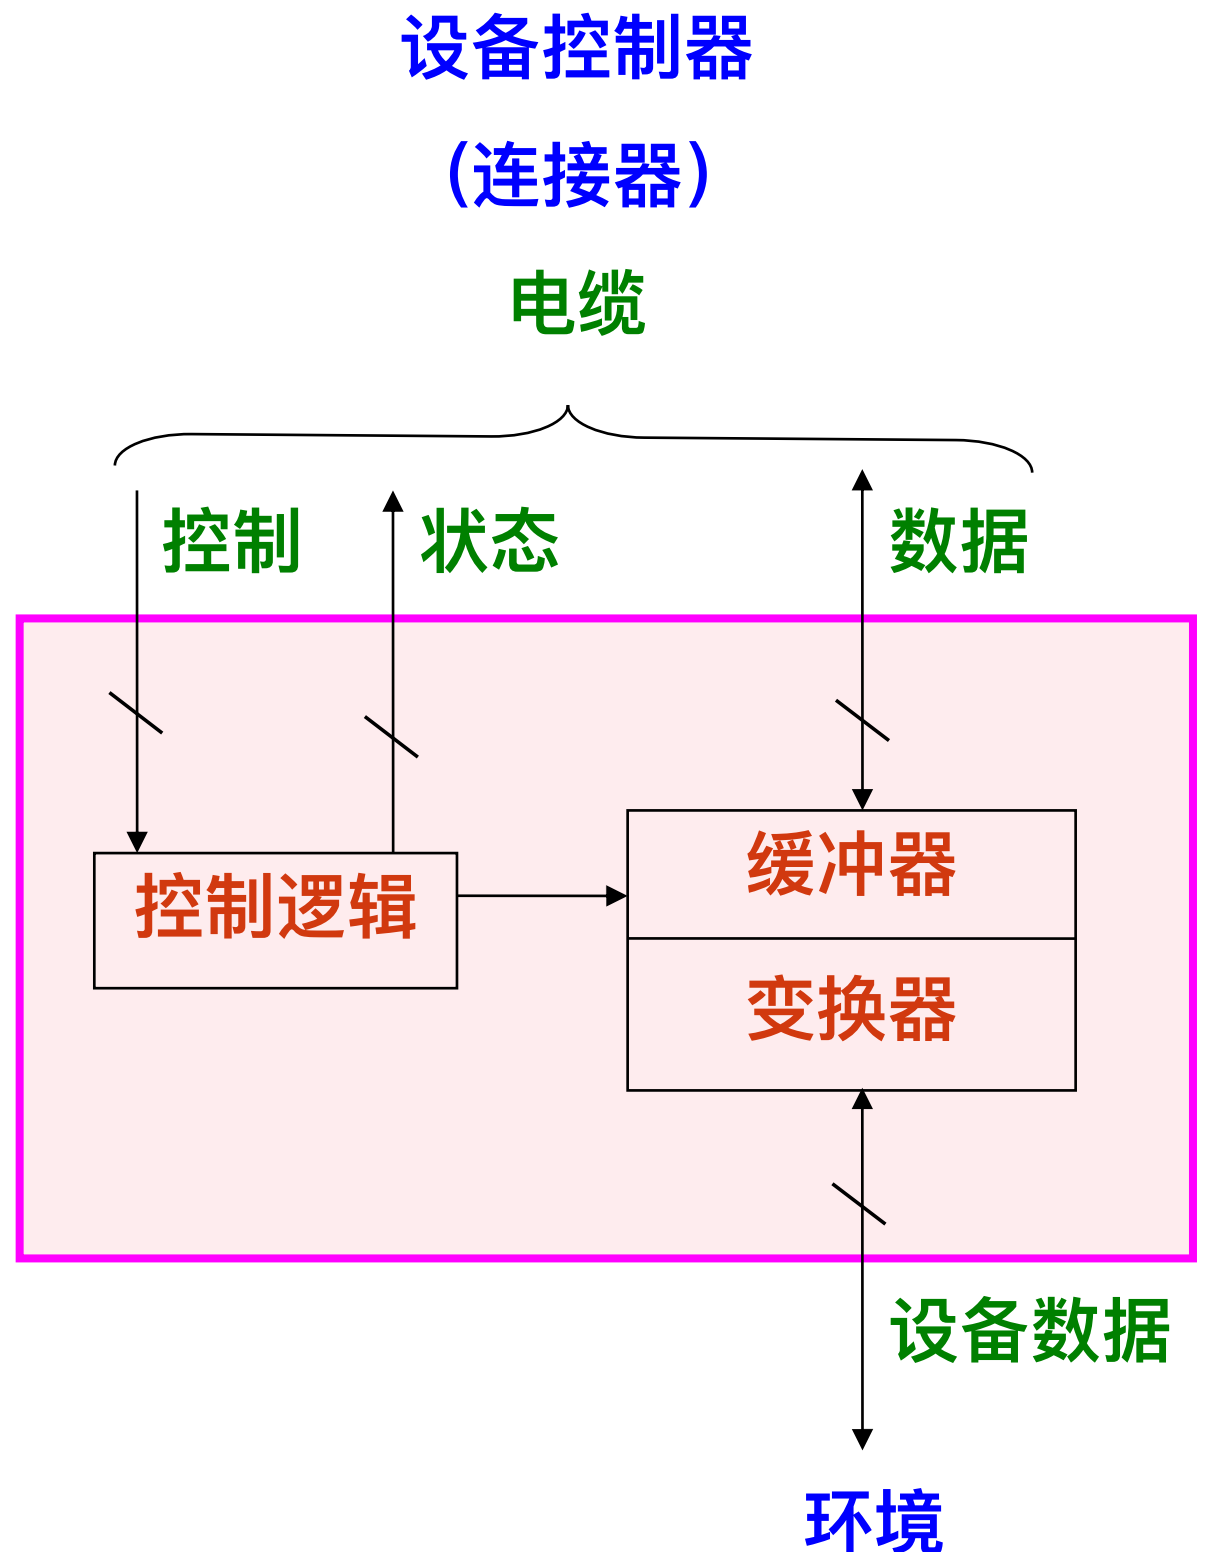 设备控制器
（连接器）
电缆
控制
状态
数据
控制逻辑
缓冲器
变换器
设备数据
环境